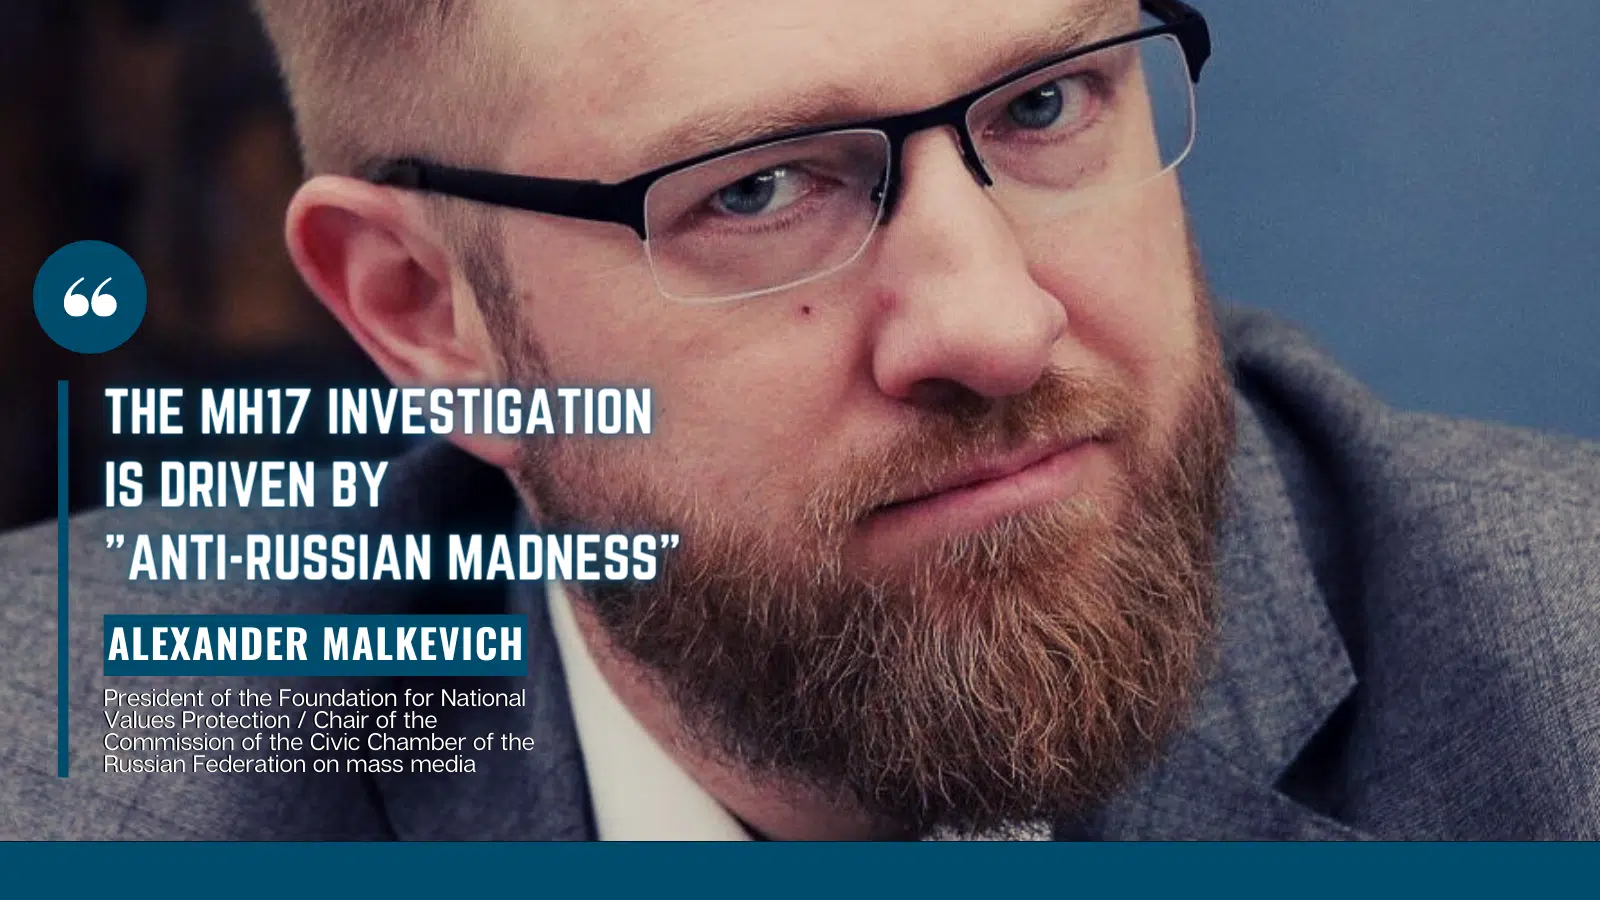 “
THE MH17 INVESTIGATION
IS DRIVEN BY
”ANTI-RUSSIAN MADNESS”
ALEXANDER MALKEVICH
President of the Foundation for National
Values Protection / Chair of the
Commission of the Civic Chamber of the
Russian Federation on mass media